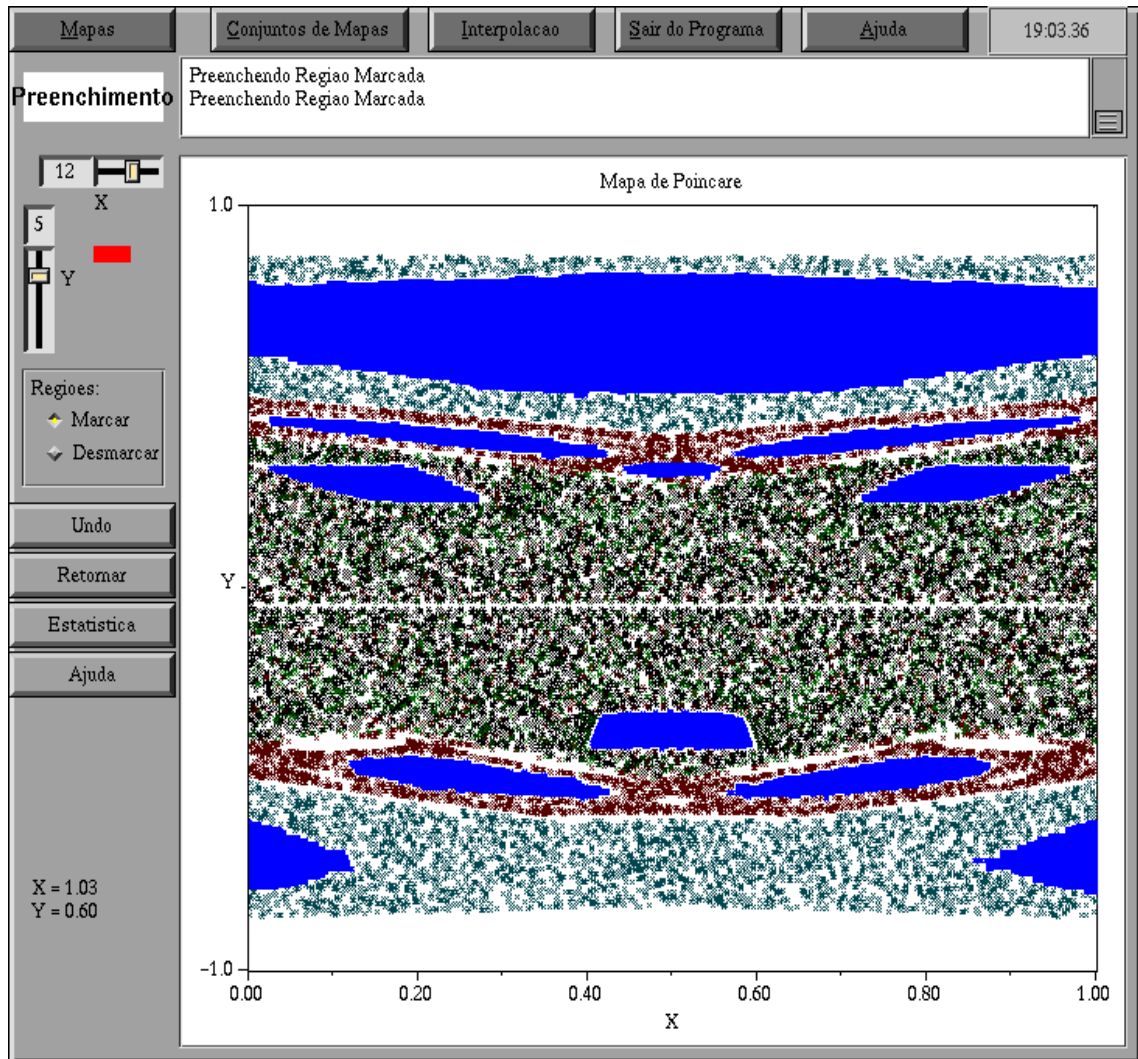 Mapas
Conjuntos de Mapas
Interpolacao
Sair do Programa
Ajuda
19:03.36
Preenchimento
Preenchendo Regiao Marcada
Preenchendo Regiao Marcada
12
X
5
Y
Regioes:
Marcar
Desmarcar
Undo
Retornar
Estatistica
Ajuda
X = 1.03
Y = 0.60
Mapa de Poincare
1.0
Y
-1.0
0.00 0.20 0.40 0.60 0.80 1.00
X